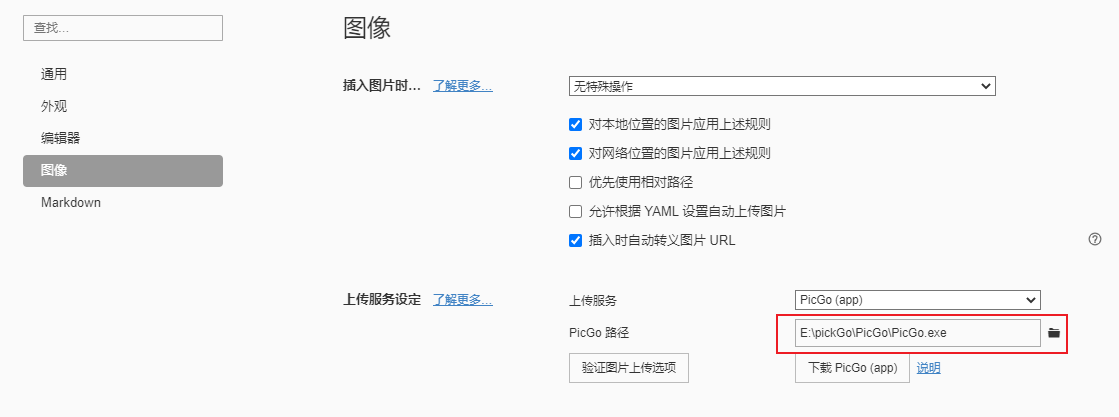 查找...
图像
通用
外观
编辑器
图像
Markdown
插入图片时... 了解更多... 无特殊操作
对本地位置的图片应用上述规则
对网络位置的图片应用上述规则
优先使用相对路径
允许根据 YAML 设置自动上传图片
插入时自动转义图片 URL
上传服务设定 了解更多... 上传服务 PicGo (app)
PicGo 路径 E:\pickGo\PicGo\PicGo.exe
验证图片上传选项 下载 PicGo (app) 说明